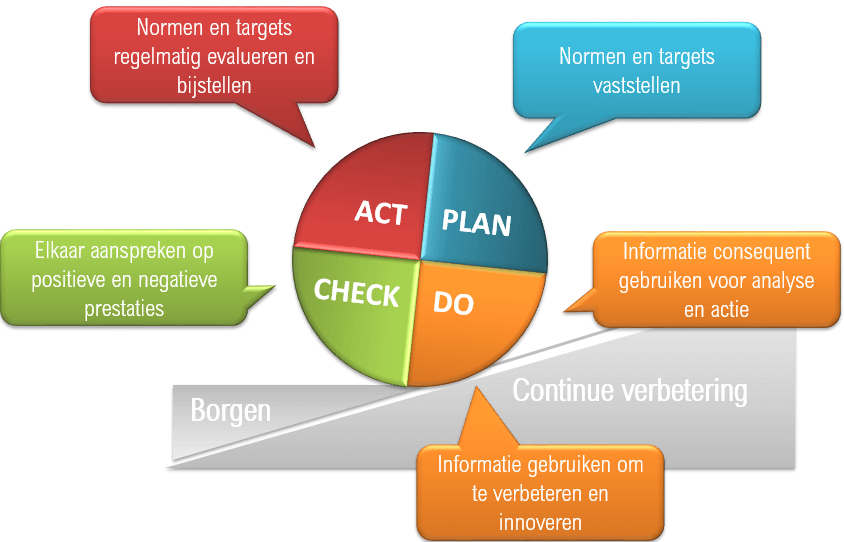 Normen en targets
regelmatig evalueren en
bijstellen
Normen en targets
vaststellen
ACT
PLAN
CHECK
DO
Elkaar aanspreken op
positieve en negatieve
prestaties
Informatie consequent
gebruiken voor analyse
en actie
Borgen
Continue verbetering
Informatie gebruiken om
te verbeteren en
innoveren